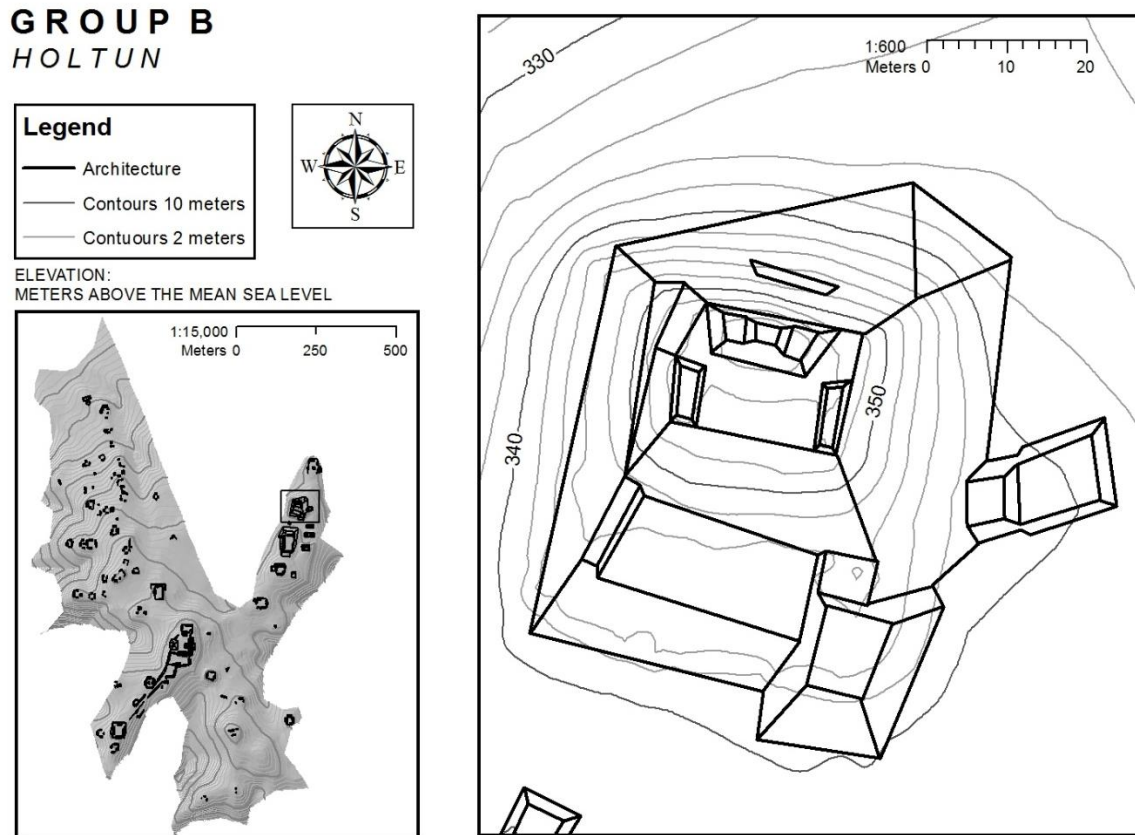 GROUP B
HOLTUN
Legend
Architecture
Contours 10 meters
Contuours 2 meters
N
W E
S
ELEVATION:
METERS ABOVE THE MEAN SEA LEVEL
1:15,000
Meters 0 250 500
1:600
Meters 0 10 20
330
340
350